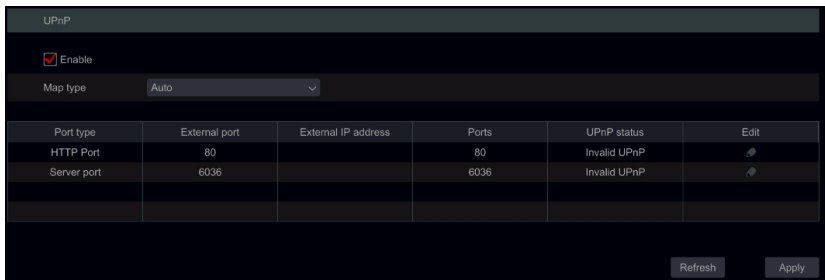 UPnP
Enable
Map type Auto
Port type External port External IP address Ports UPnP status Edit
HTTP Port 80 80 Invalid UPnP
Server port 6036 6036 Invalid UPnP
Refresh Apply